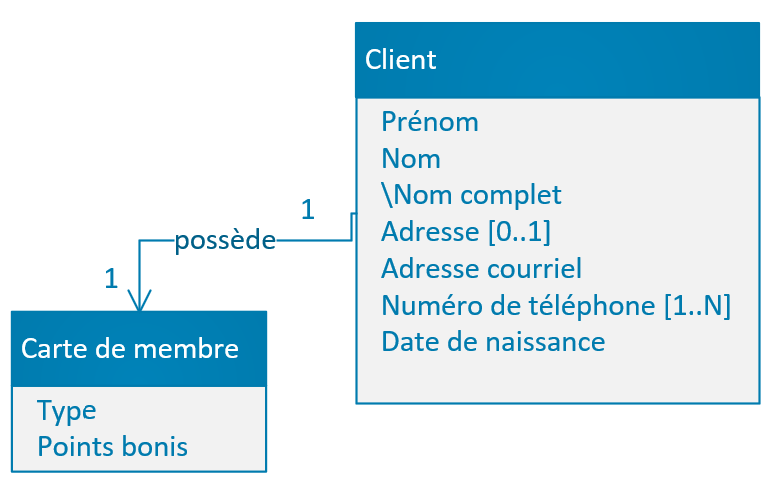 Client
Prénom
Nom
\Nom complet
Adresse [0..1]
Adresse courriel
Numéro de téléphone [1..N]
Date de naissance
1
possède
1
Carte de membre
Type
Points bonis